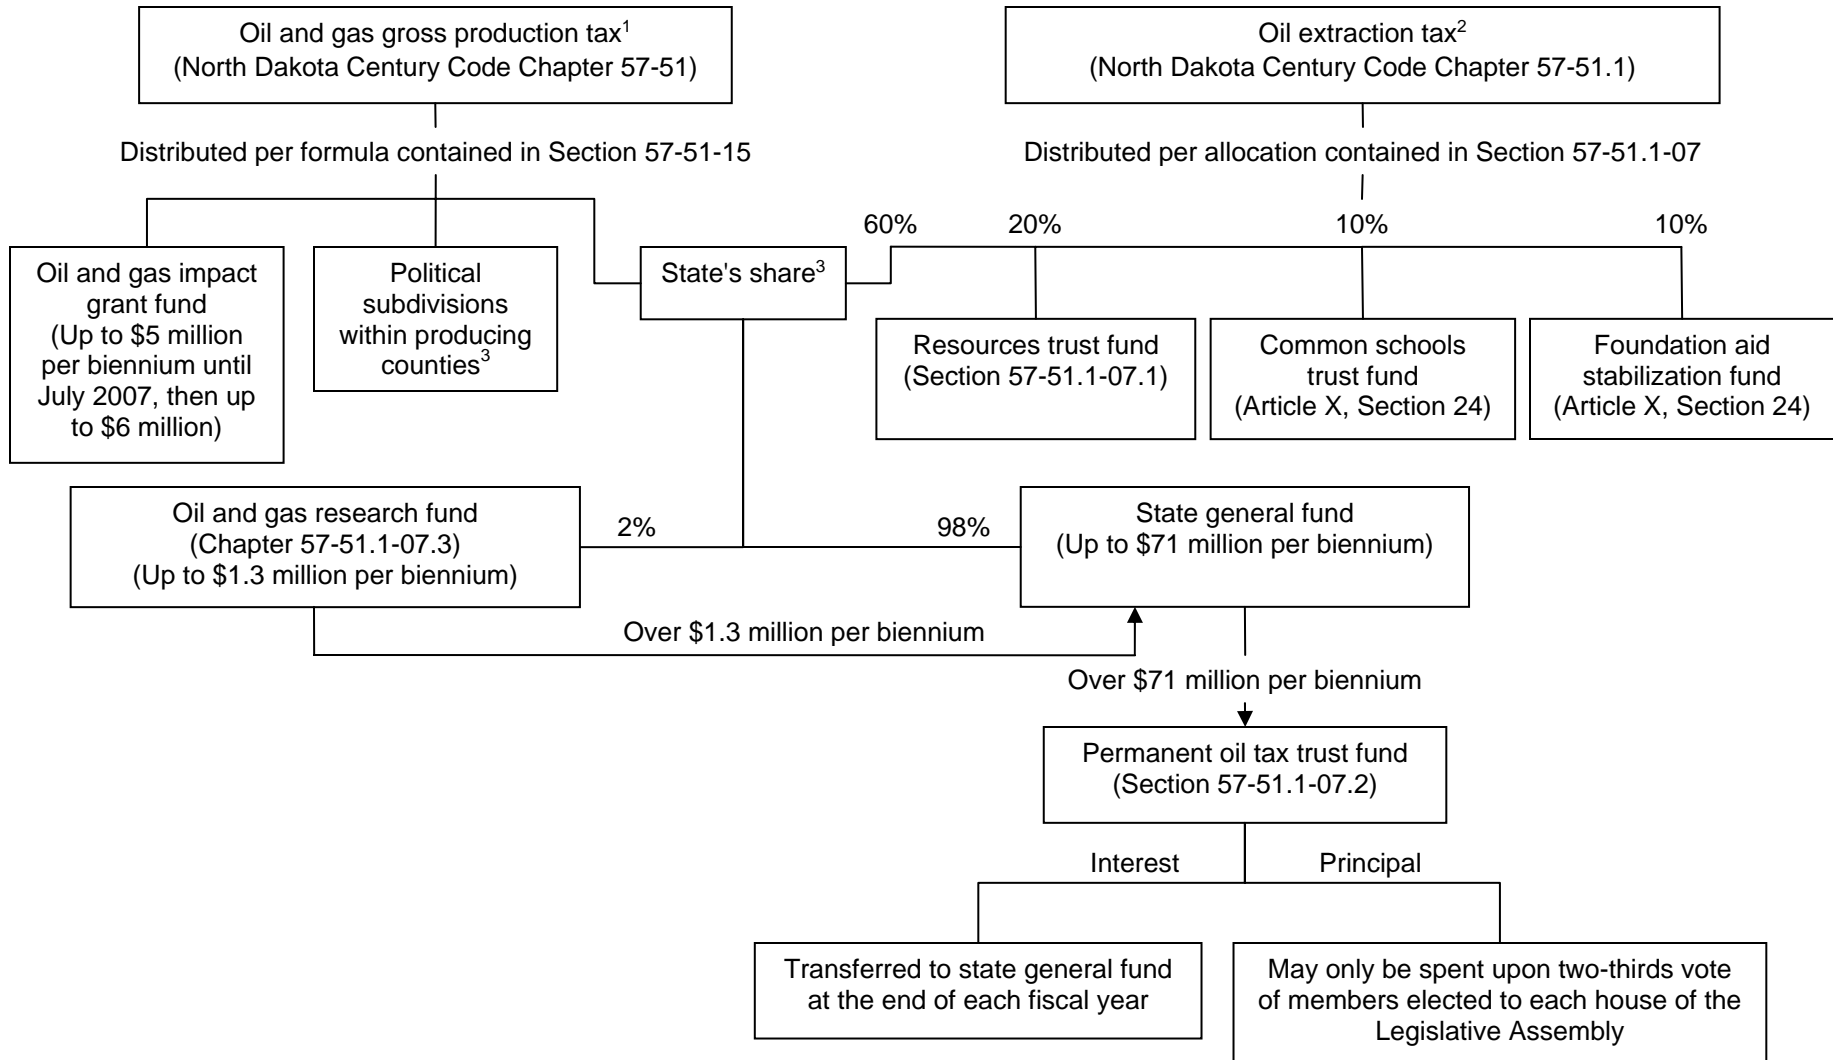 Oil and gas gross production tax¹
(North Dakota Century Code Chapter 57-51)
Oil extraction tax²
(North Dakota Century Code Chapter 57-51.1)
Distributed per formula contained in Section 57-51-15
Distributed per allocation contained in Section 57-51.1-07
60%
20%
10%
10%
Oil and gas impact
grant fund
(Up to $5 million
per biennium until
July 2007, then up
to $6 million)
Political
subdivisions
within producing
counties³
State's share³
Resources trust fund
(Section 57-51.1-07.1)
Common schools
trust fund
(Article X, Section 24)
Foundation aid
stabilization fund
(Article X, Section 24)
Oil and gas research fund
(Chapter 57-51.1-07.3)
(Up to $1.3 million per biennium)
2%
98%
State general fund
(Up to $71 million per biennium)
Over $1.3 million per biennium
Over $71 million per biennium
Permanent oil tax trust fund
(Section 57-51.1-07.2)
Interest
Principal
Transferred to state general fund
at the end of each fiscal year
May only be spent upon two-thirds vote
of members elected to each house of the
Legislative Assembly